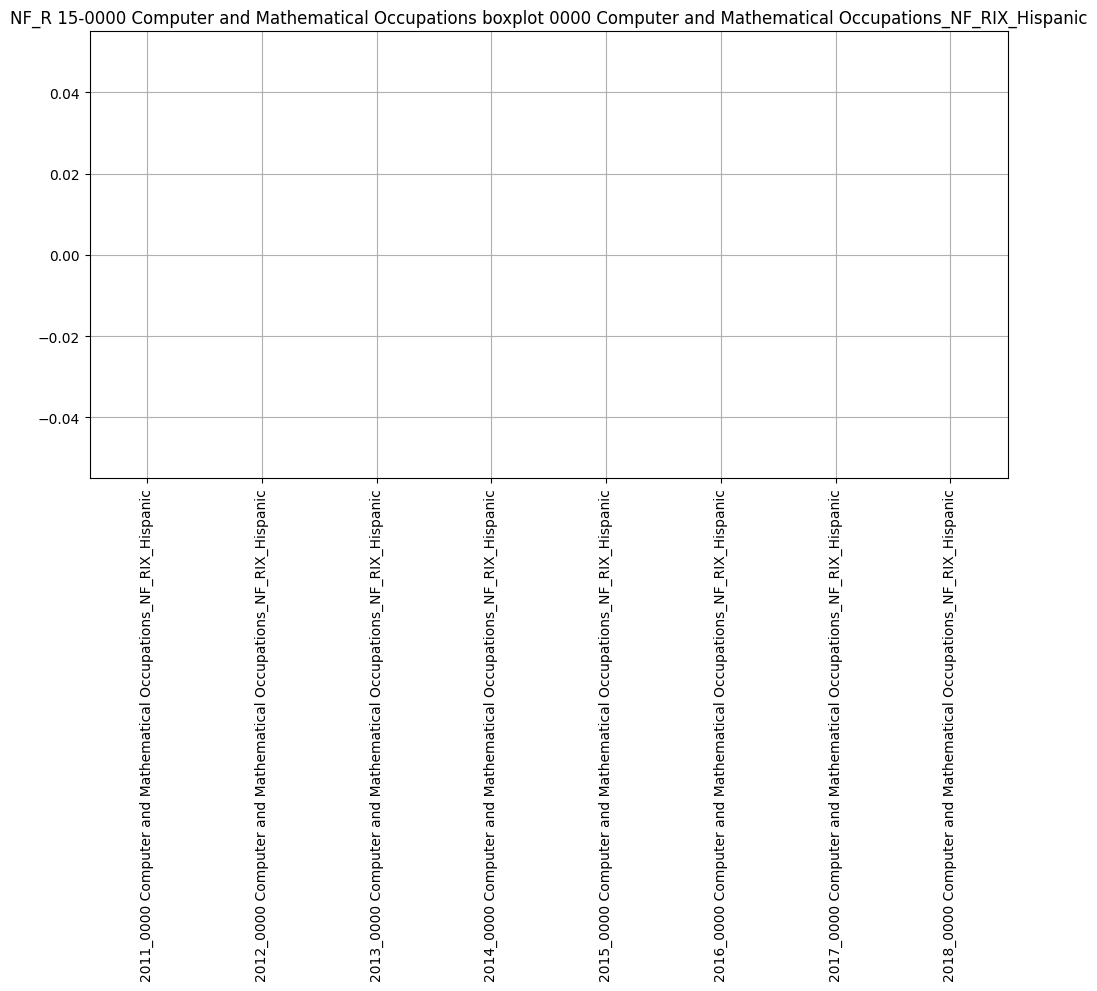 NF_R 15-0000 Computer and Mathematical Occupations boxplot 0000 Computer and Mathematical Occupations_NF_RIX_Hispanic
0.04
0.02
0.00
−0.02
−0.04
2011_0000 Computer and Mathematical Occupations_NF_RIX_Hispanic
2012_0000 Computer and Mathematical Occupations_NF_RIX_Hispanic
2013_0000 Computer and Mathematical Occupations_NF_RIX_Hispanic
2014_0000 Computer and Mathematical Occupations_NF_RIX_Hispanic
2015_0000 Computer and Mathematical Occupations_NF_RIX_Hispanic
2016_0000 Computer and Mathematical Occupations_NF_RIX_Hispanic
2017_0000 Computer and Mathematical Occupations_NF_RIX_Hispanic
2018_0000 Computer and Mathematical Occupations_NF_RIX_Hispanic